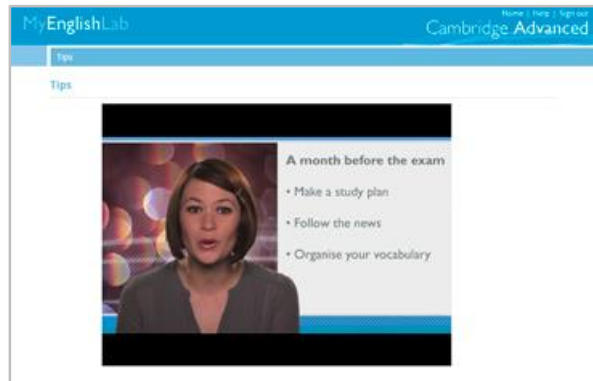 MyEnglishLab
Home | Help | Sign out
Cambridge Advanced
Tips
Tips
A month before the exam
• Make a study plan
• Follow the news
• Organise your vocabulary